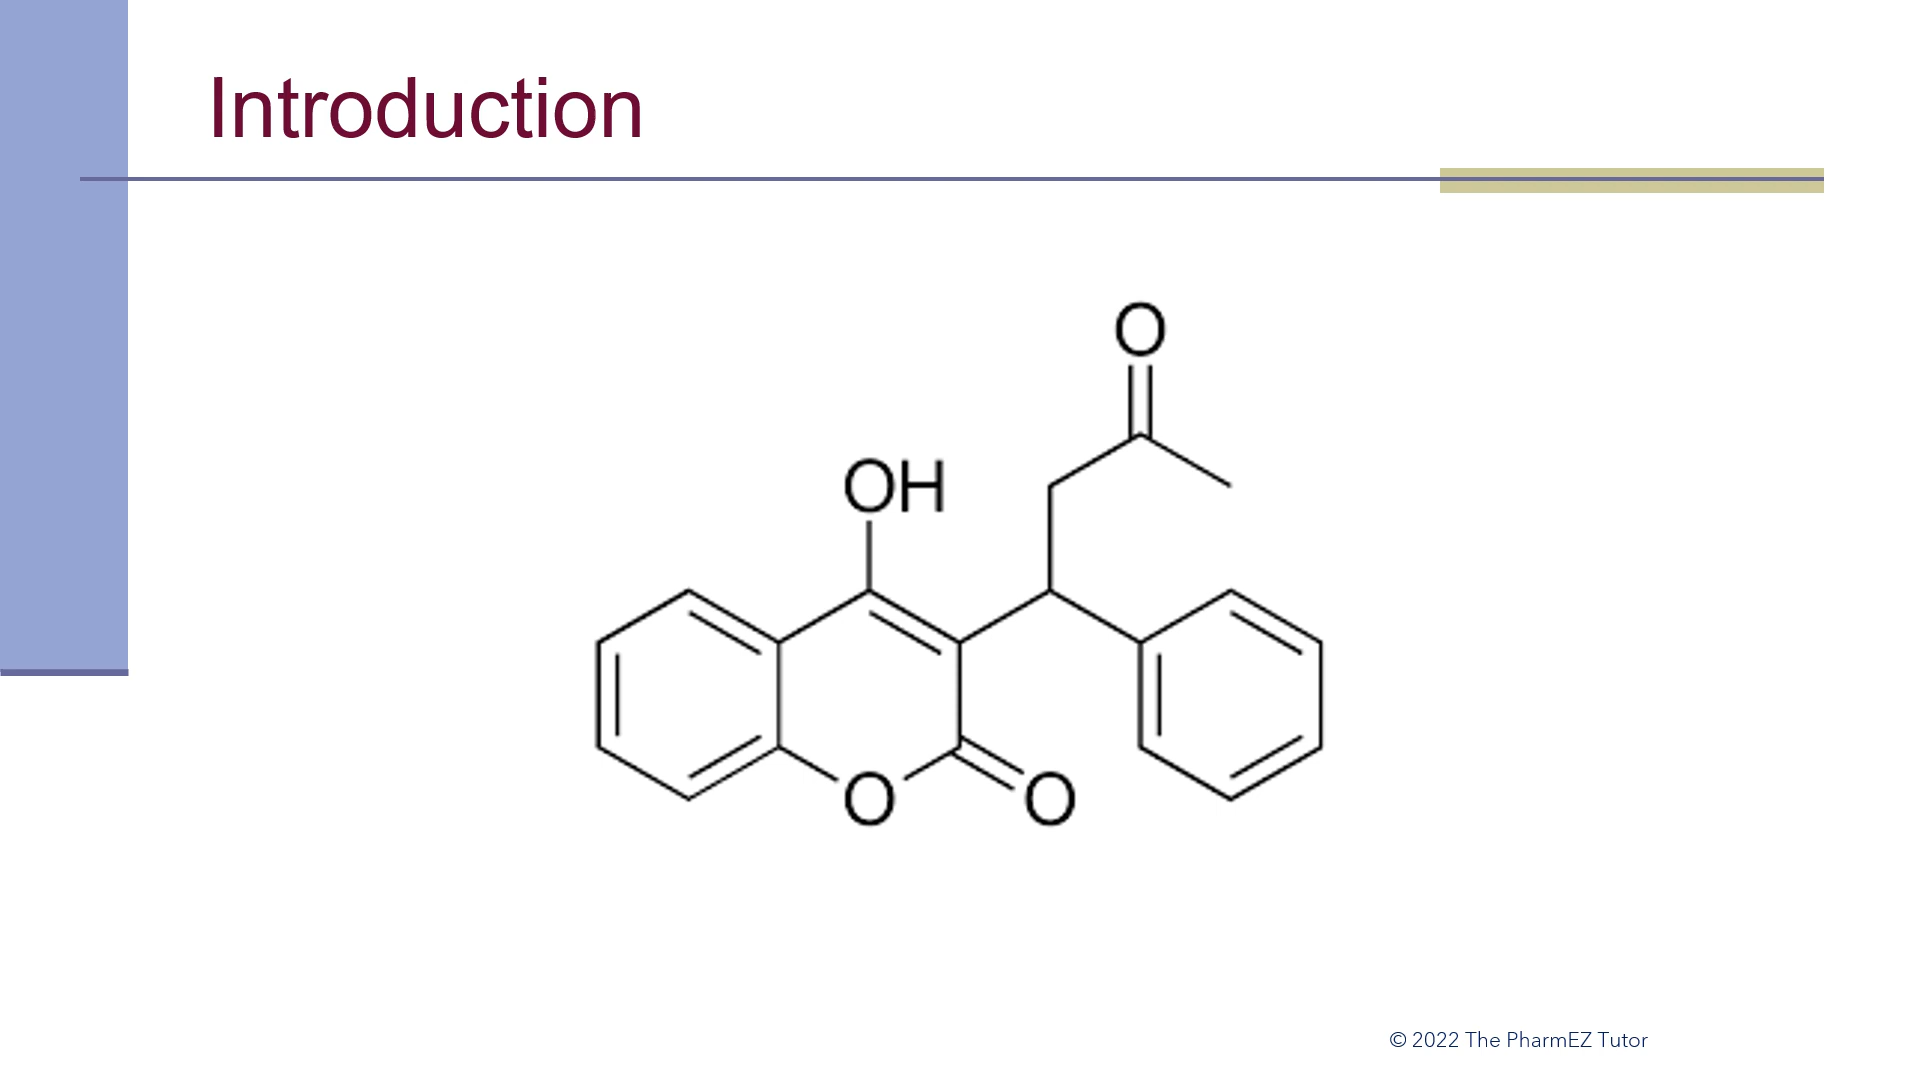 Introduction
O
OH
O
O
© 2022 The PharmEZ Tutor